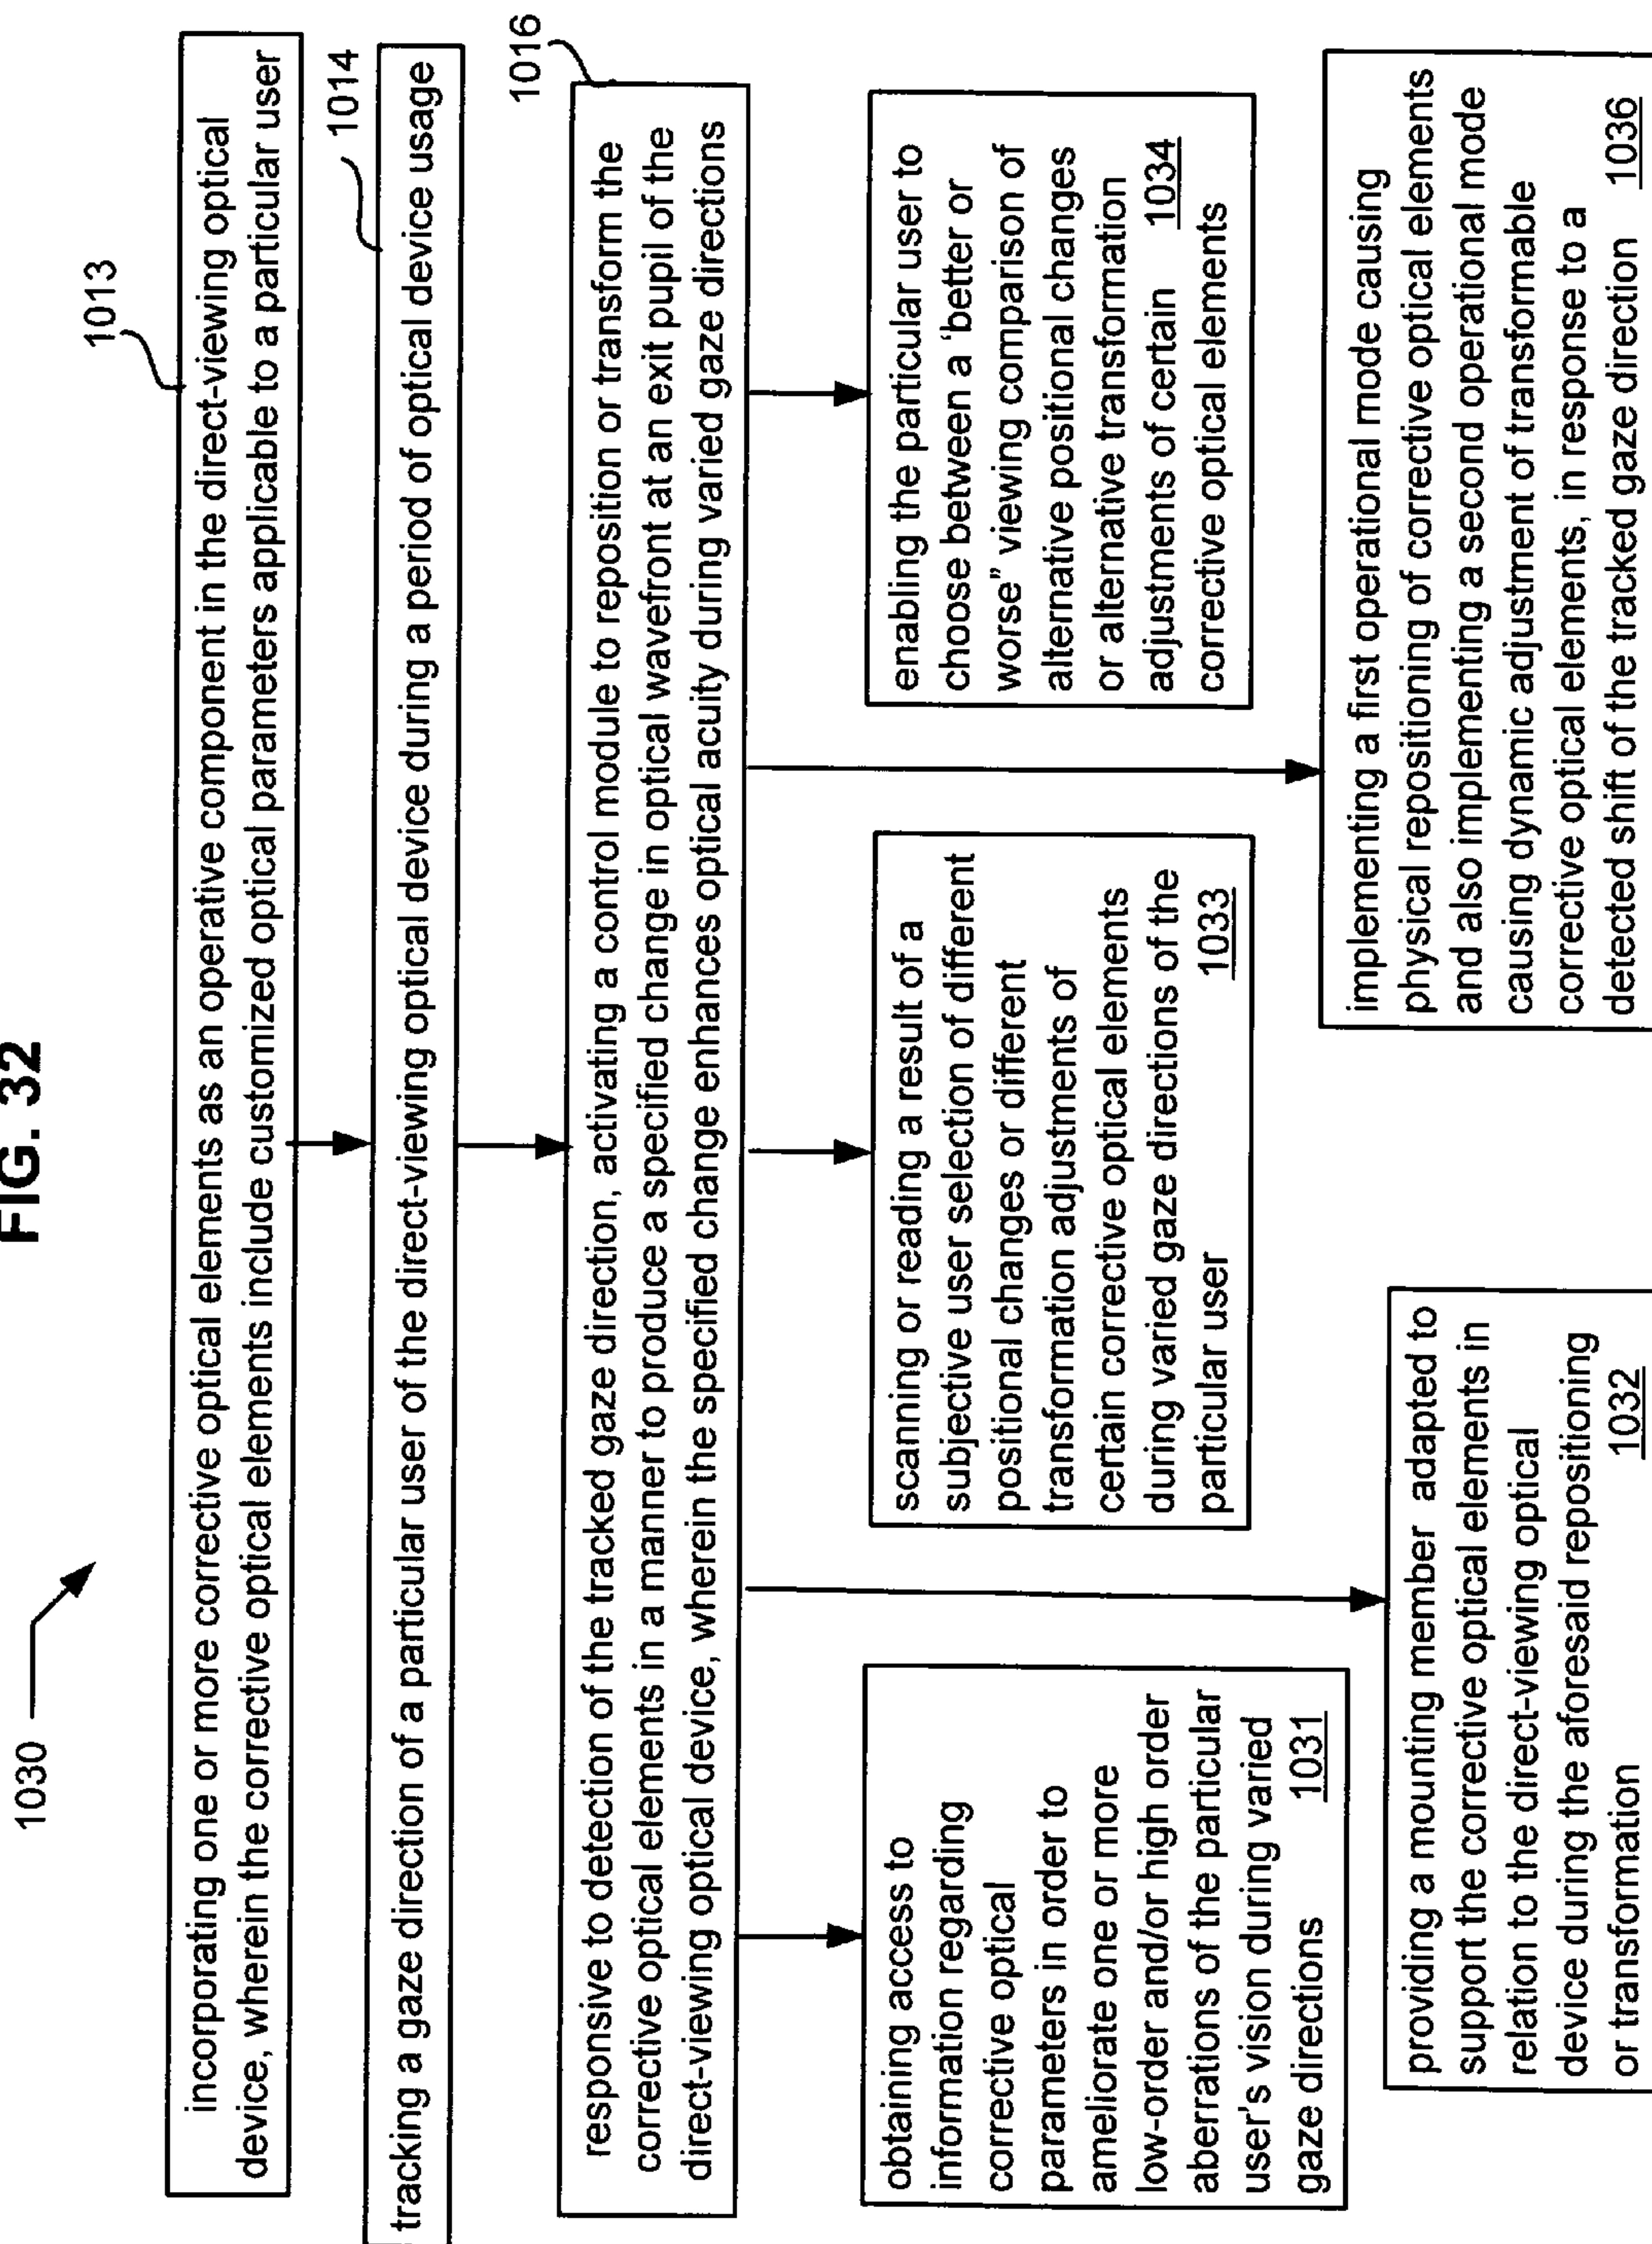 FIG. 32
1030
1013
incorporating one or more corrective optical elements as an operative component in the direct-viewing optical
device, wherein the corrective optical elements include customized optical parameters applicable to a particular user
1014
tracking a gaze direction of a particular user of the direct-viewing optical device during a period of optical device usage
1016
responsive to detection of the tracked gaze direction, activating a control module to reposition or transform the
corrective optical elements in a manner to produce a specified change in optical wavefront at an exit pupil of the
direct-viewing optical device, wherein the specified change enhances optical acuity during varied gaze directions
obtaining access to
information regarding
corrective optical
parameters in order to
ameliorate one or more
low-order and/or high order
aberrations of the particular
user's vision during varied
gaze directions 1031
scanning or reading a result of a
subjective user selection of different
positional changes or different
transformation adjustments of
certain corrective optical elements
during varied gaze directions of the
particular user 1033
enabling the particular user to
choose between a 'better or
worse" viewing comparison of
alternative positional changes
or alternative transformation
adjustments of certain 1034
corrective optical elements
providing a mounting member adapted to
support the corrective optical elements in
relation to the direct-viewing optical
device during the aforesaid repositioning
or transformation 1032
implementing a first operational mode causing
physical repositioning of corrective optical elements
and also implementing a second operational mode
causing dynamic adjustment of transformable
corrective optical elements, in response to a
detected shift of the tracked gaze direction 1036